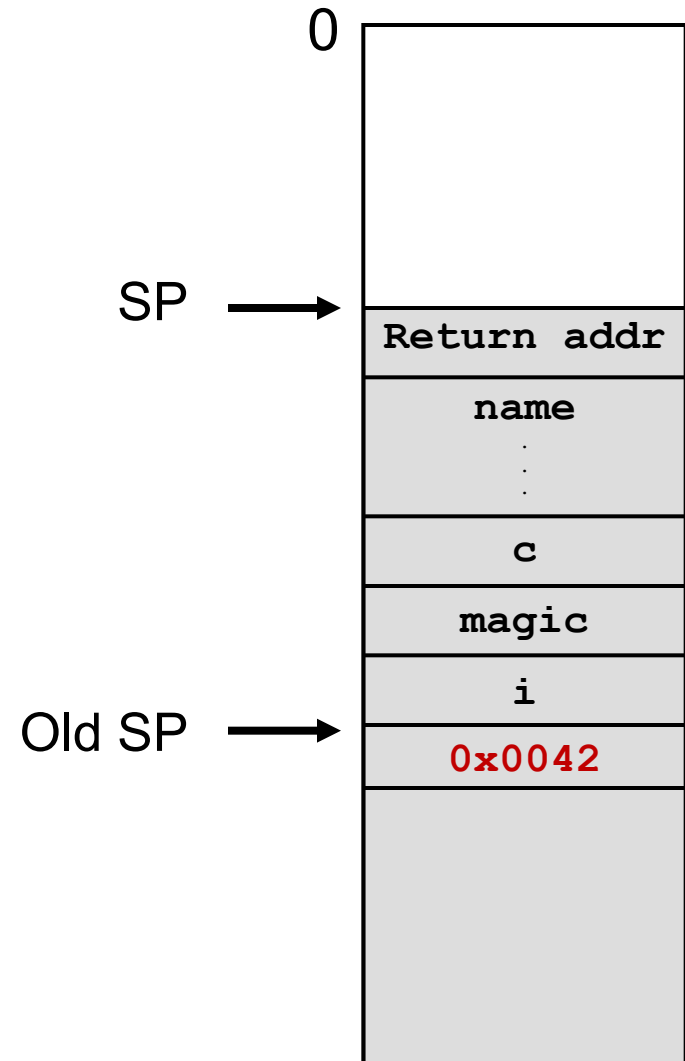 0
SP
Return addr
name
.
.
.
c
magic
i
Old SP
0x0042